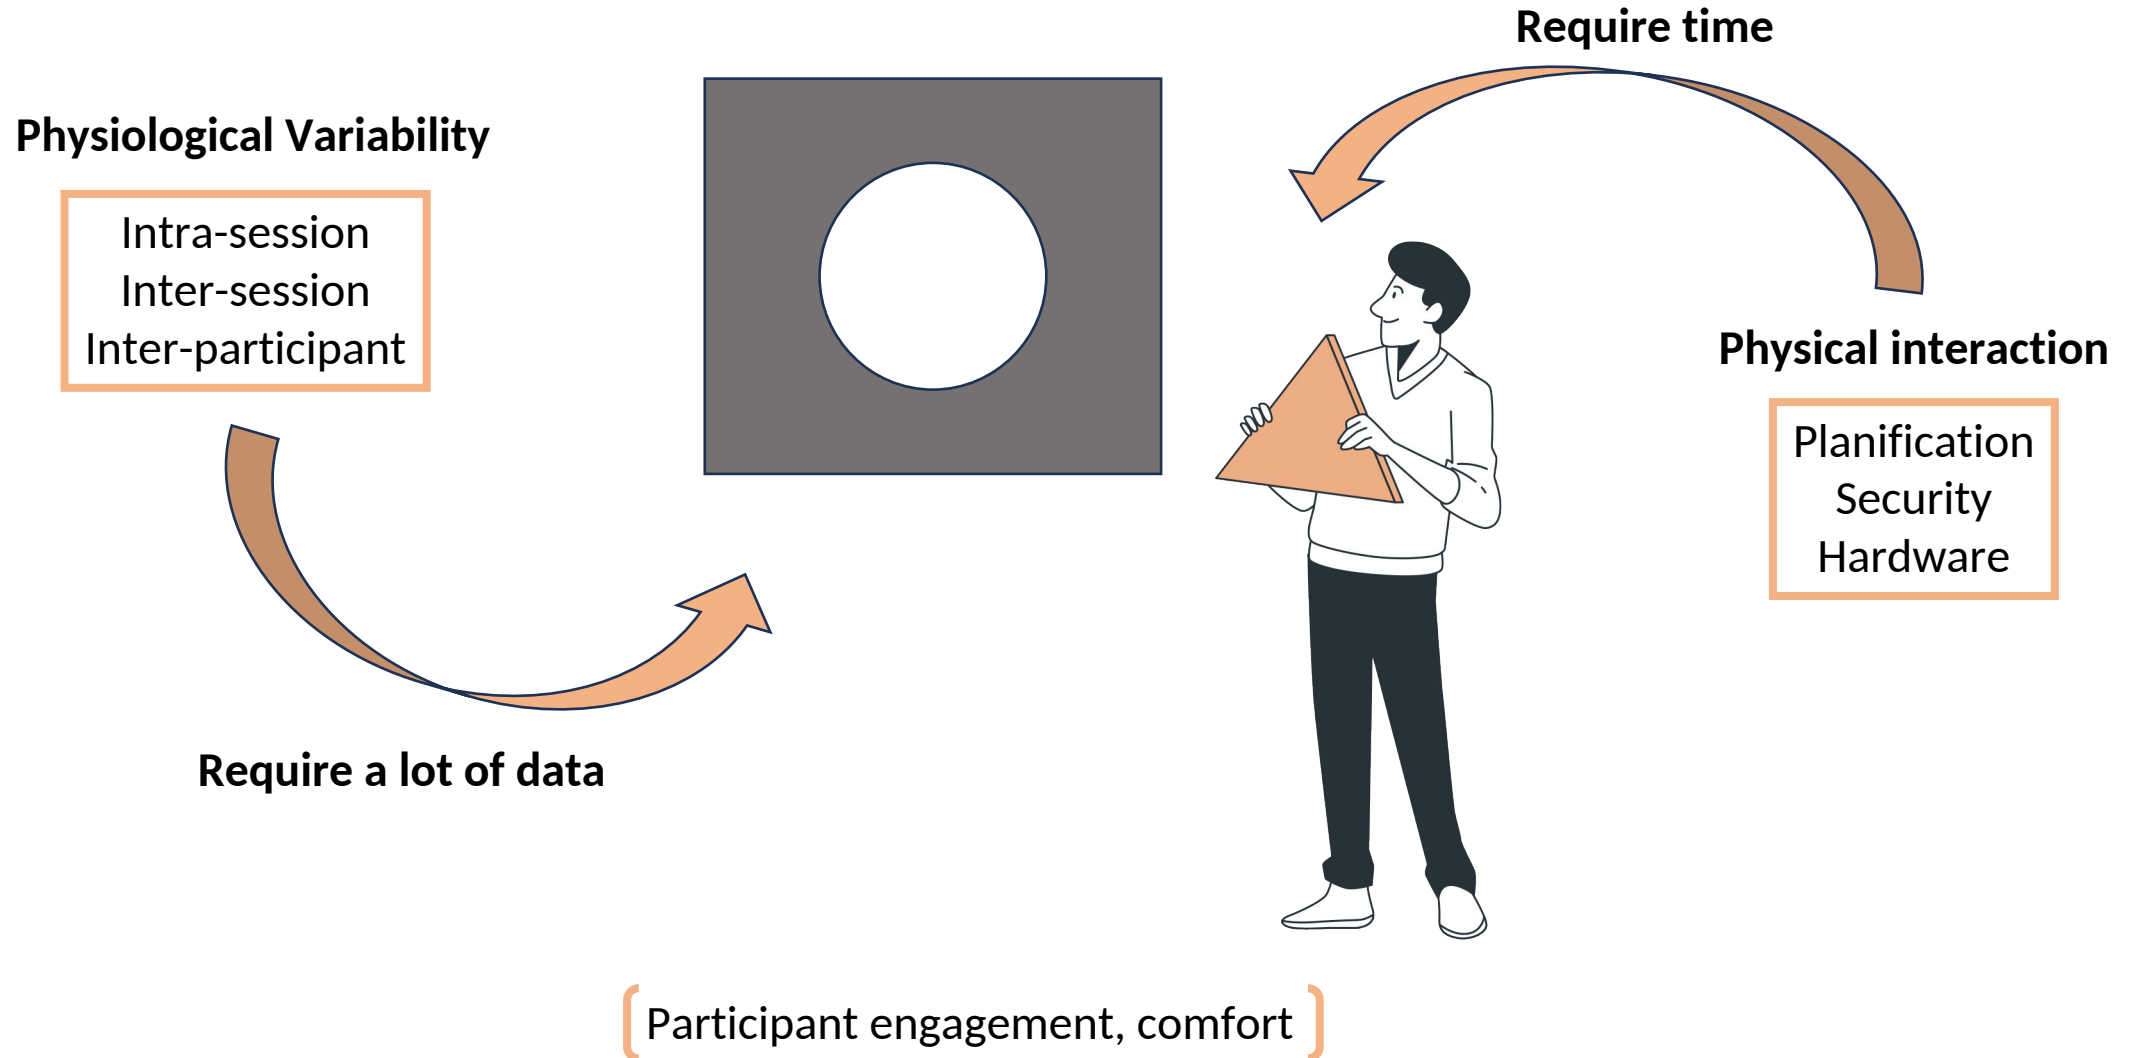 Require time
Physiological Variability
Intra-session
Inter-session
Inter-participant
Physical interaction
Planification
Security
Hardware
Require a lot of data
Participant engagement, comfort